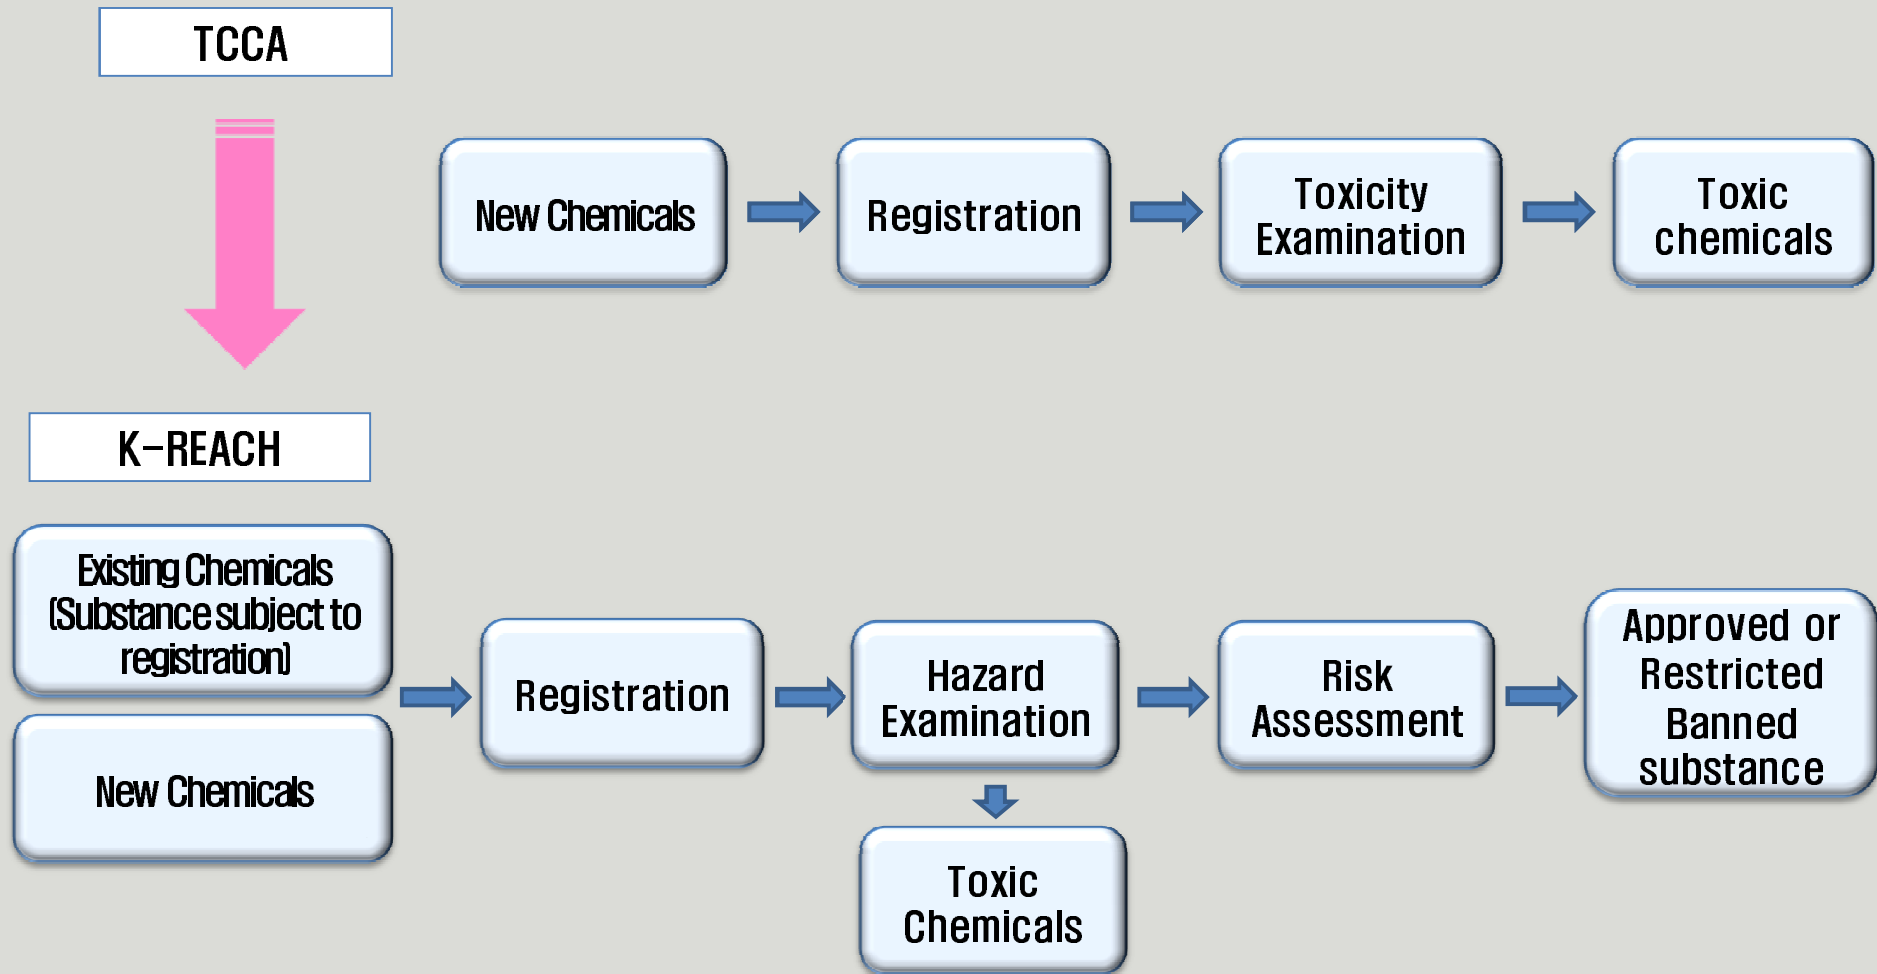 TCCA
New Chemicals
Registration
Toxicity
Examination
Toxic
chemicals
K-REACH
Existing Chemicals
(Substance subject to
registration)
New Chemicals
Registration
Hazard
Examination
Risk
Assessment
Approved or
Restricted
Banned
substance
Toxic
Chemicals